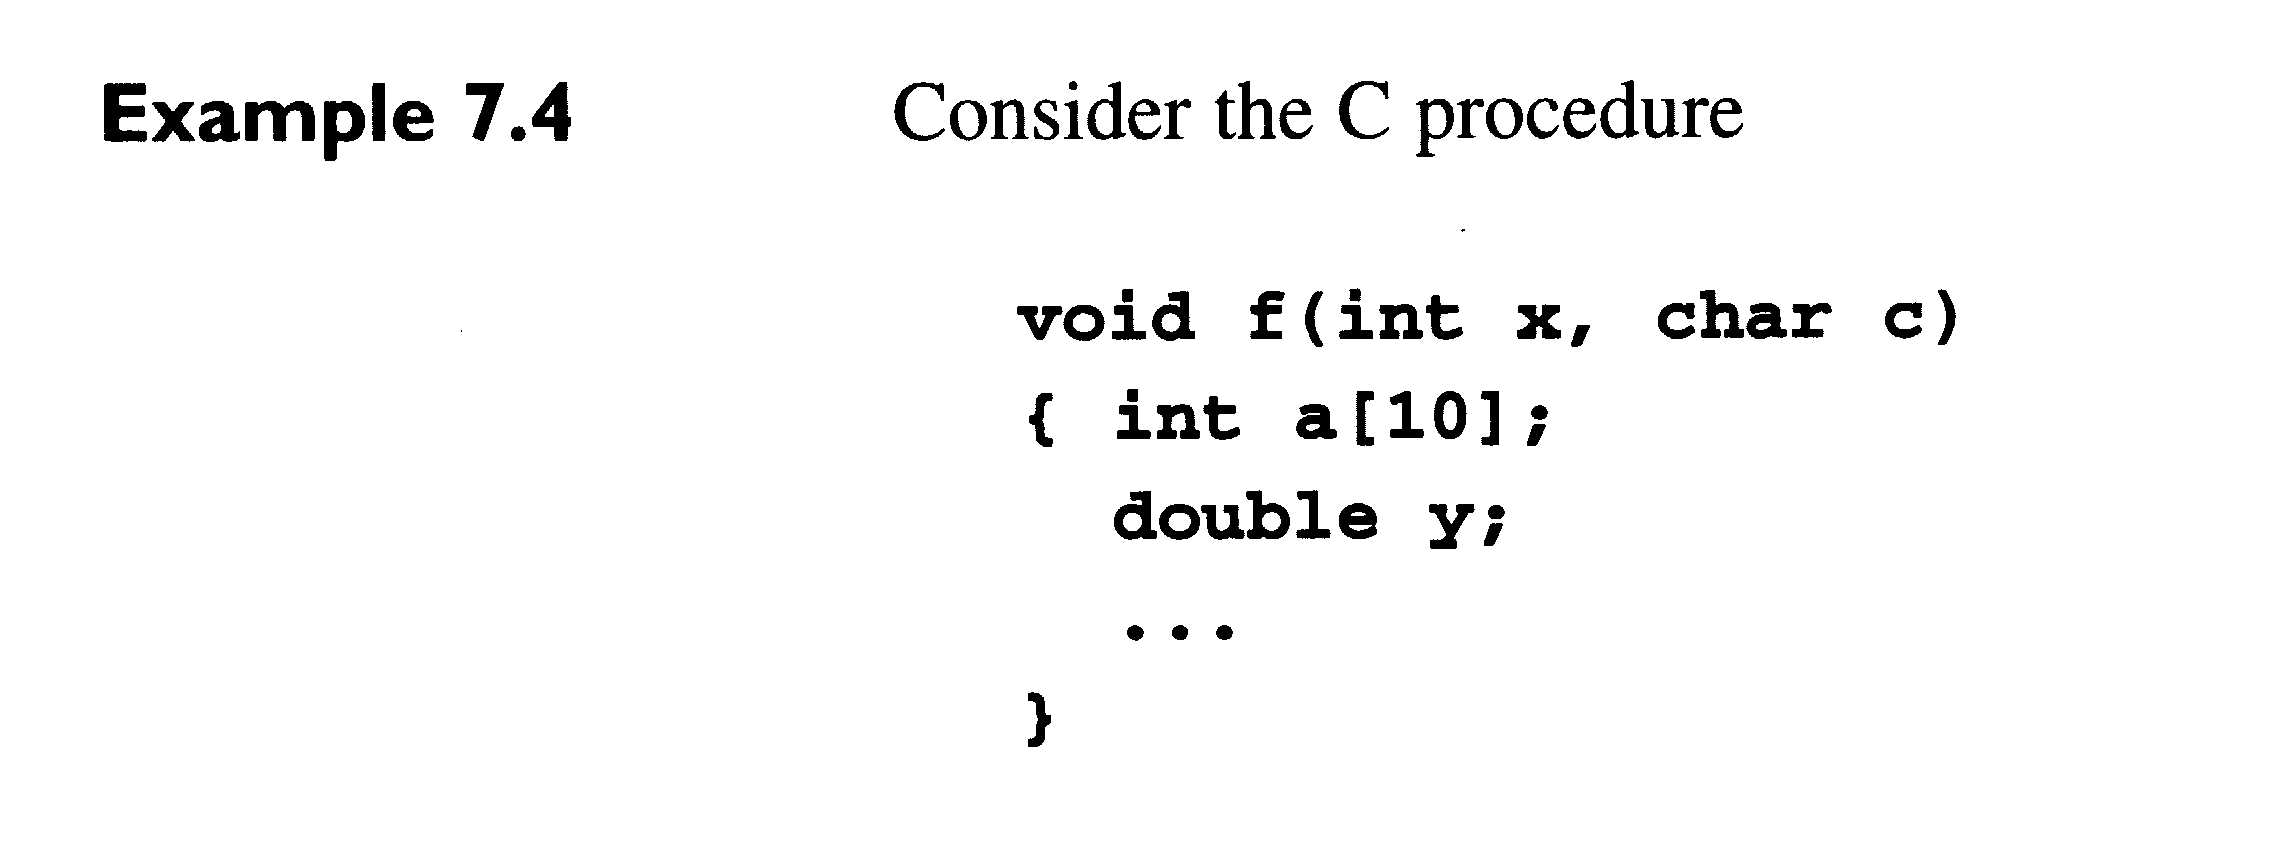 Example 7.4 Consider the C procedure
void f(int x, char c)
{ int a[10];
double y;
...
}